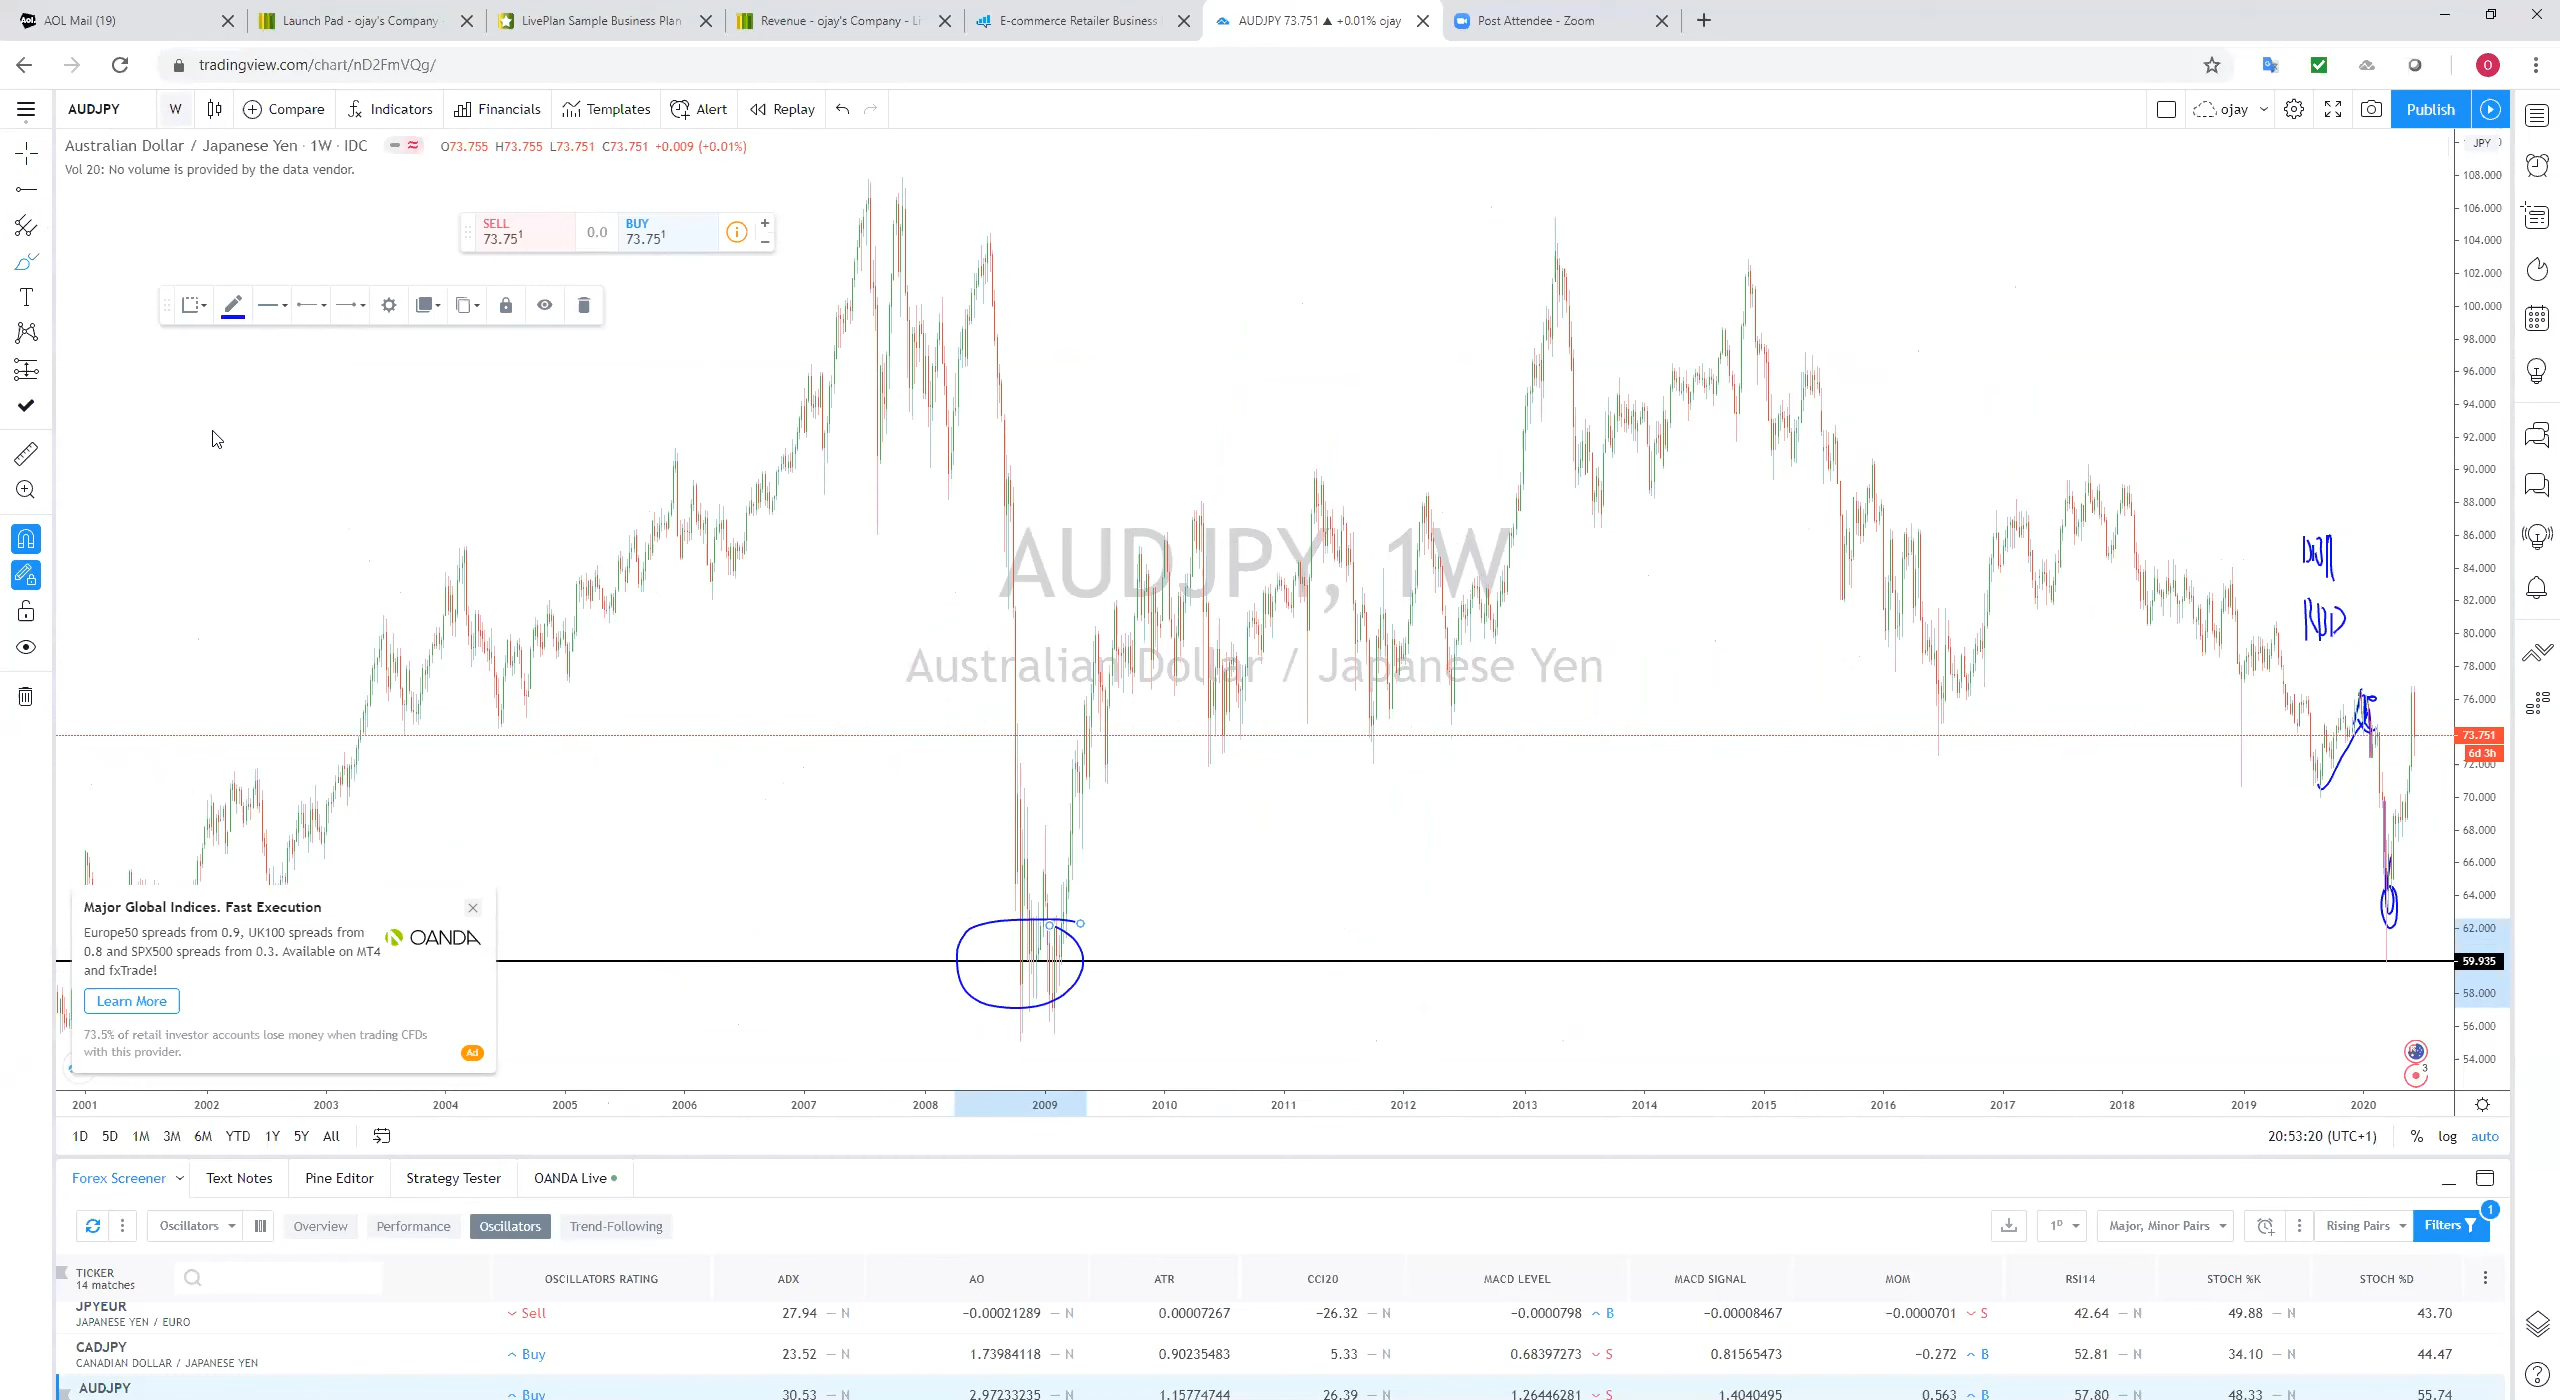 AOL Mail (19)
Launch Pad - ojay's Company
LivePlan Sample Business Plan
Revenue - ojay's Company - Li
E-commerce Retailer Business
AUDJPY 73.751 ▲ +0.01% ojay
Post Attendee - Zoom
tradingview.com/chart/nD2FmVQg/
O
AUDJPY W Compare Indicators Financials Templates Alert Replay ojay Publish
Australian Dollar / Japanese Yen · 1W · IDC O73.755 H73.755 L73.751 C73.751 +0.009 (+0.01%)
Vol 20: No volume is provided by the data vendor.
JPY
SELL 73.75¹ 0.0 BUY 73.75¹
108.000
106.000
104.000
102.000
100.000
98.000
96.000
94.000
92.000
90.000
88.000
86.000
84.000
82.000
80.000
78.000
76.000
73.751
6d 3h
72.000
70.000
68.000
66.000
64.000
62.000
59.935
58.000
56.000
54.000
AUDJPY, 1W
Australian Dollar / Japanese Yen
RBD
Major Global Indices. Fast Execution
Europe50 spreads from 0.9, UK100 spreads from
0.8 and SPX500 spreads from 0.3. Available on MT4
and fxTrade!
OANDA
Learn More
73.5% of retail investor accounts lose money when trading CFDs
with this provider.
Ad
3
2001 2002 2003 2004 2005 2006 2007 2008 2009 2010 2011 2012 2013 2014 2015 2016 2017 2018 2019 2020
1D 5D 1M 3M 6M YTD 1Y 5Y All 20:53:20 (UTC+1) % log auto
Forex Screener Text Notes Pine Editor Strategy Tester OANDA Live
1
Oscillators Overview Performance Oscillators Trend-Following 1D Major, Minor Pairs Rising Pairs Filters
TICKER OSCILLATORS RATING ADX AO ATR CCI20 MACD LEVEL MACD SIGNAL MOM RSI14 STOCH %K STOCH %D
14 matches
JPYEUR Sell 27.94 — N −0.00021289 — N 0.00007267 −26.32 — N −0.0000798 B −0.00008467 −0.0000701 S 42.64 — N 49.88 — N 43.70
JAPANESE YEN / EURO
CADJPY Buy 23.52 — N 1.73984118 — N 0.90235483 5.33 — N 0.68397273 S 0.81565473 −0.272 B 52.81 — N 34.10 — N 44.47
CANADIAN DOLLAR / JAPANESE YEN
AUDJPY Buy 30.53 — N 2.97233235 — N 1.15774744 26.39 — N 1.26446281 S 1.4040495 0.563 B 57.80 — N 48.33 — N 55.74